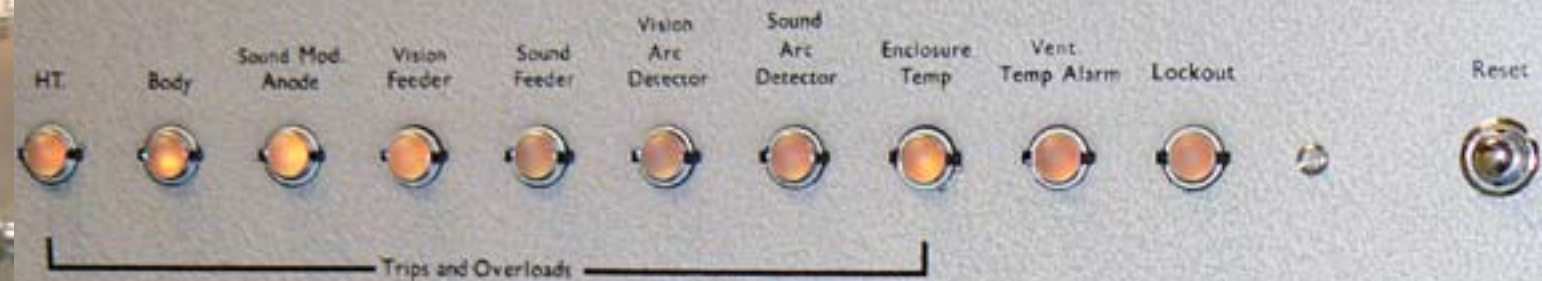 HT.
Body
Sound Mod.
Anode
Vision
Feeder
Sound
Feeder
Vision
Arc
Detector
Sound
Arc
Detector
Enclosure
Temp
Vent.
Temp Alarm
Lockout
Reset
Trips and Overloads